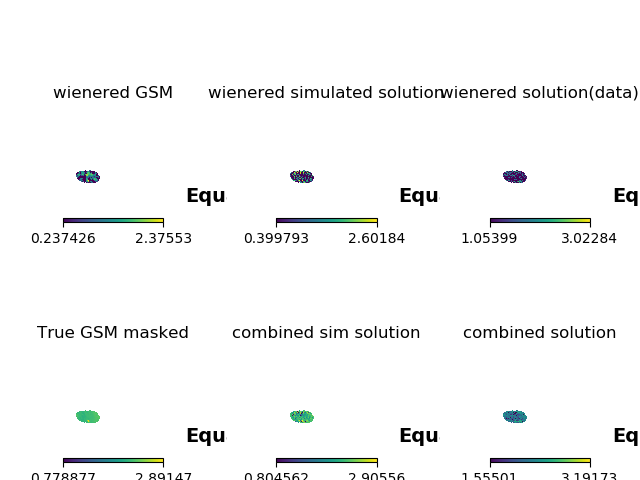 wienered GSM wienered simulated solution wienered solution(data)
Equ Equ Eq
0.237426 2.37553 0.399793 2.60184 1.05399 3.02284
True GSM masked combined sim solution combined solution
Equ Equ Eq
0.778877 2.89147 0.804562 2.90556 1.55501 3.19173